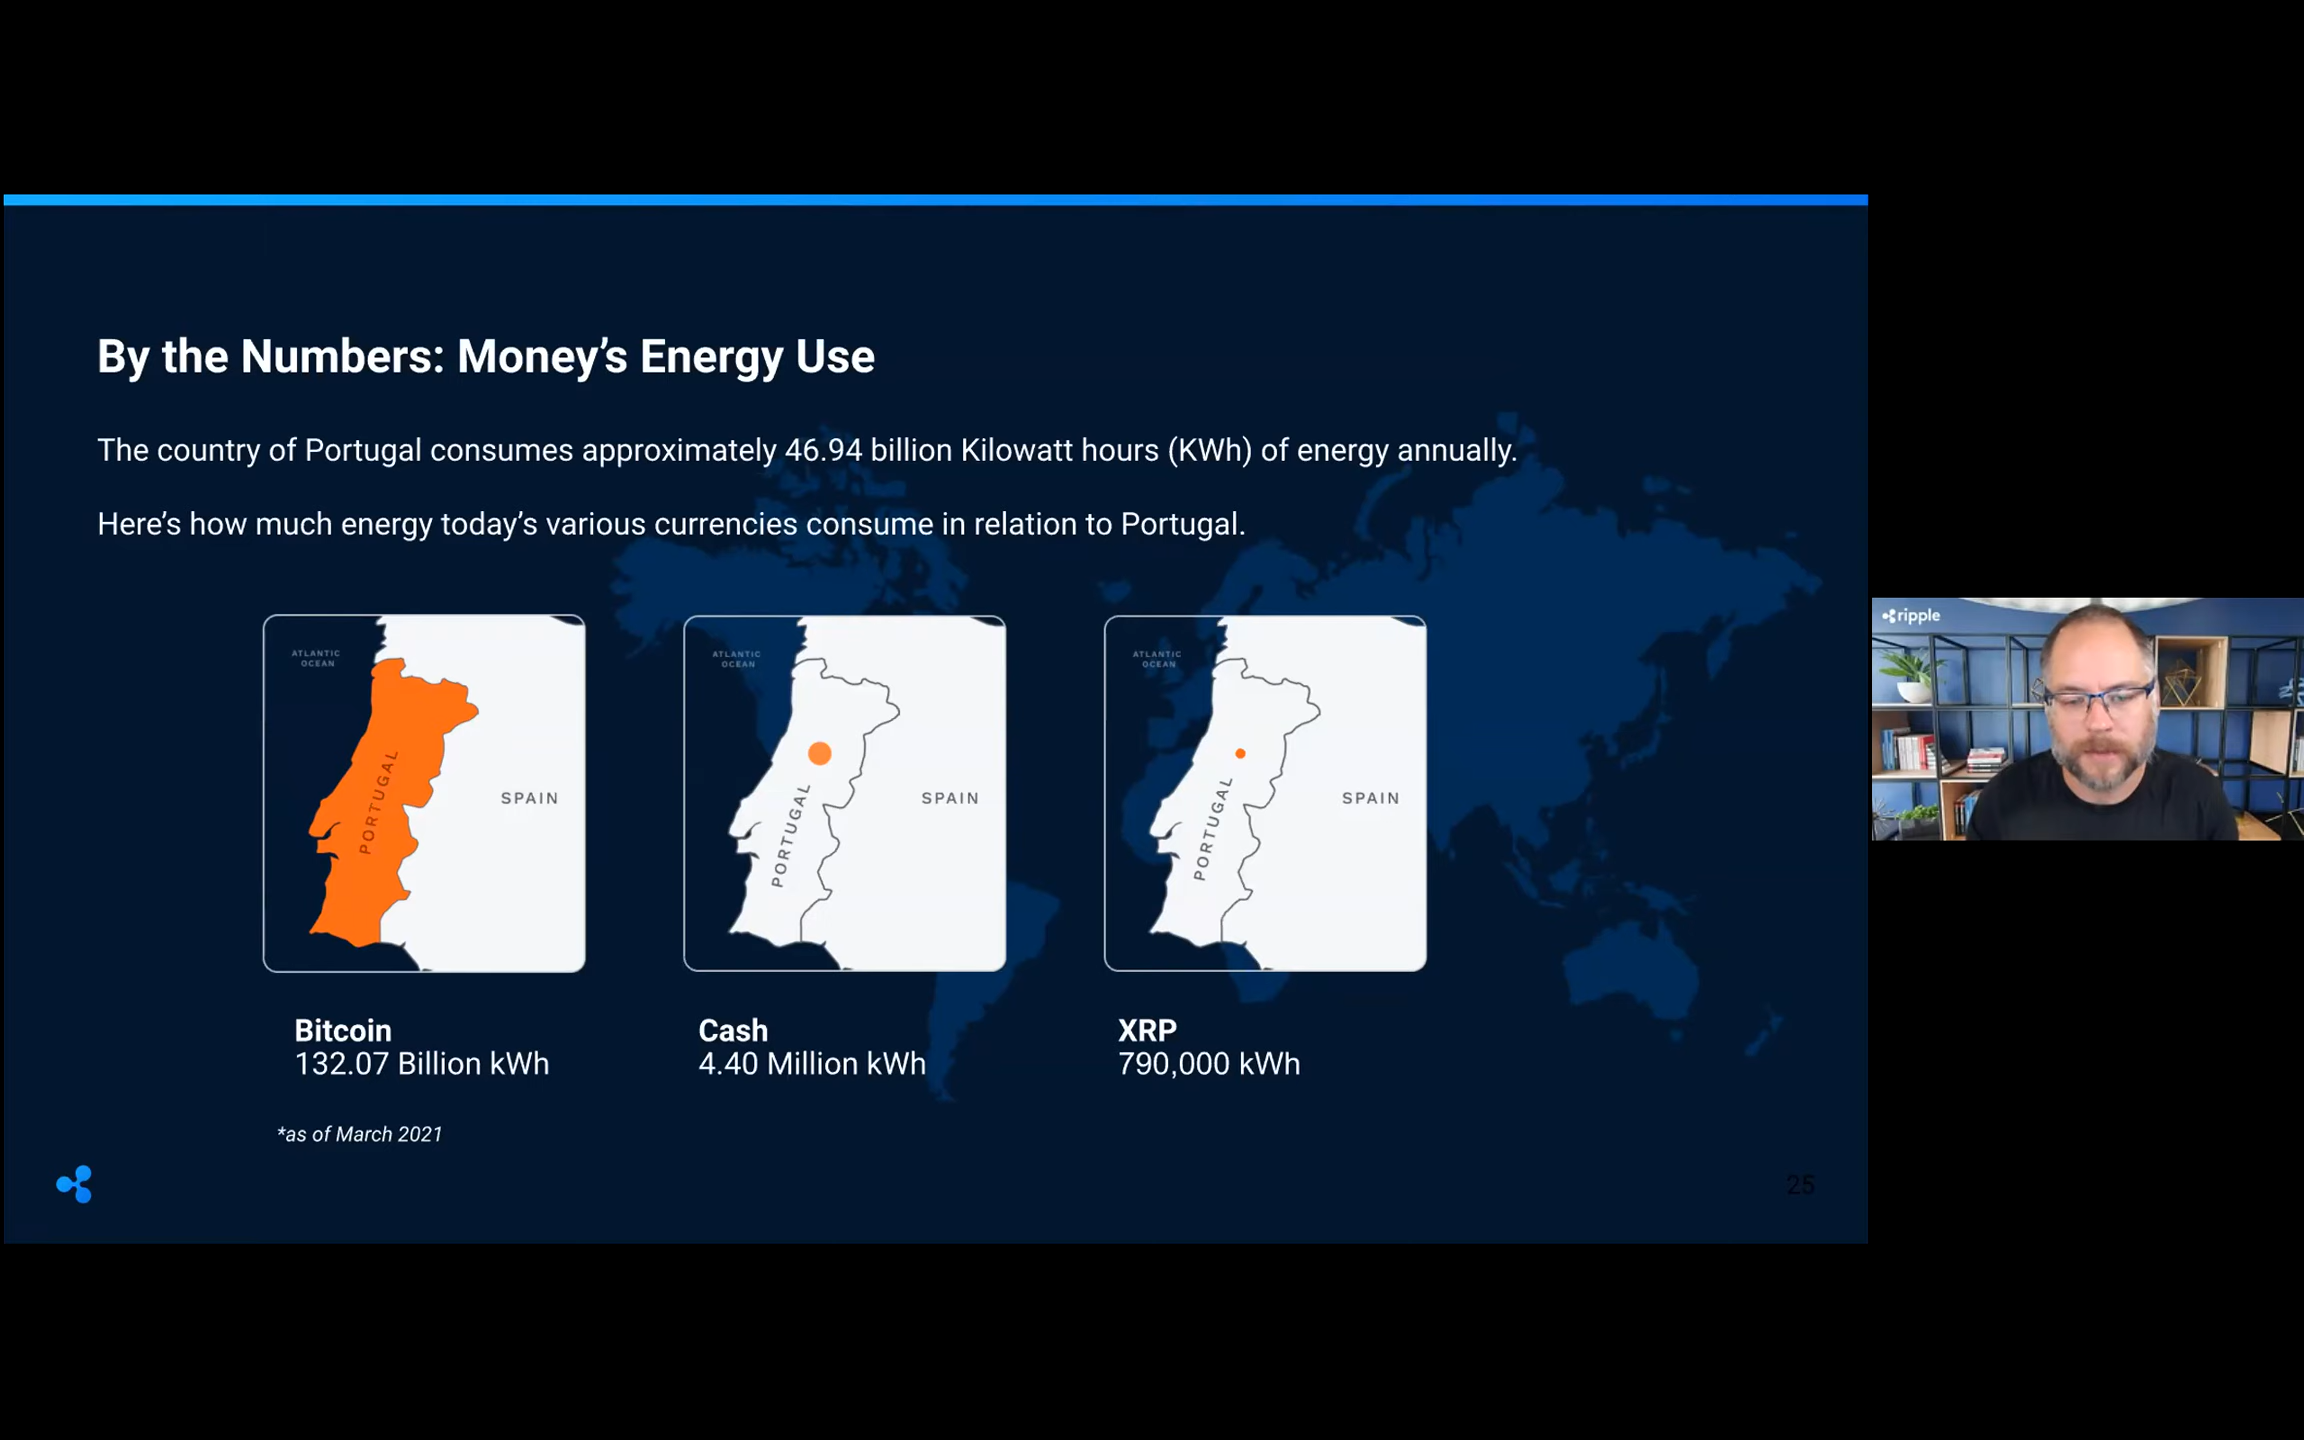 By the Numbers: Money's Energy Use
The country of Portugal consumes approximately 46.94 billion Kilowatt hours (KWh) of energy annually.
Here's how much energy today's various currencies consume in relation to Portugal.
ATLANTIC
OCEAN
PORTUGAL
SPAIN
ATLANTIC
OCEAN
PORTUGAL
SPAIN
ATLANTIC
OCEAN
PORTUGAL
SPAIN
Bitcoin
132.07 Billion kWh
Cash
4.40 Million kWh
XRP
790,000 kWh
*as of March 2021
25
ripple